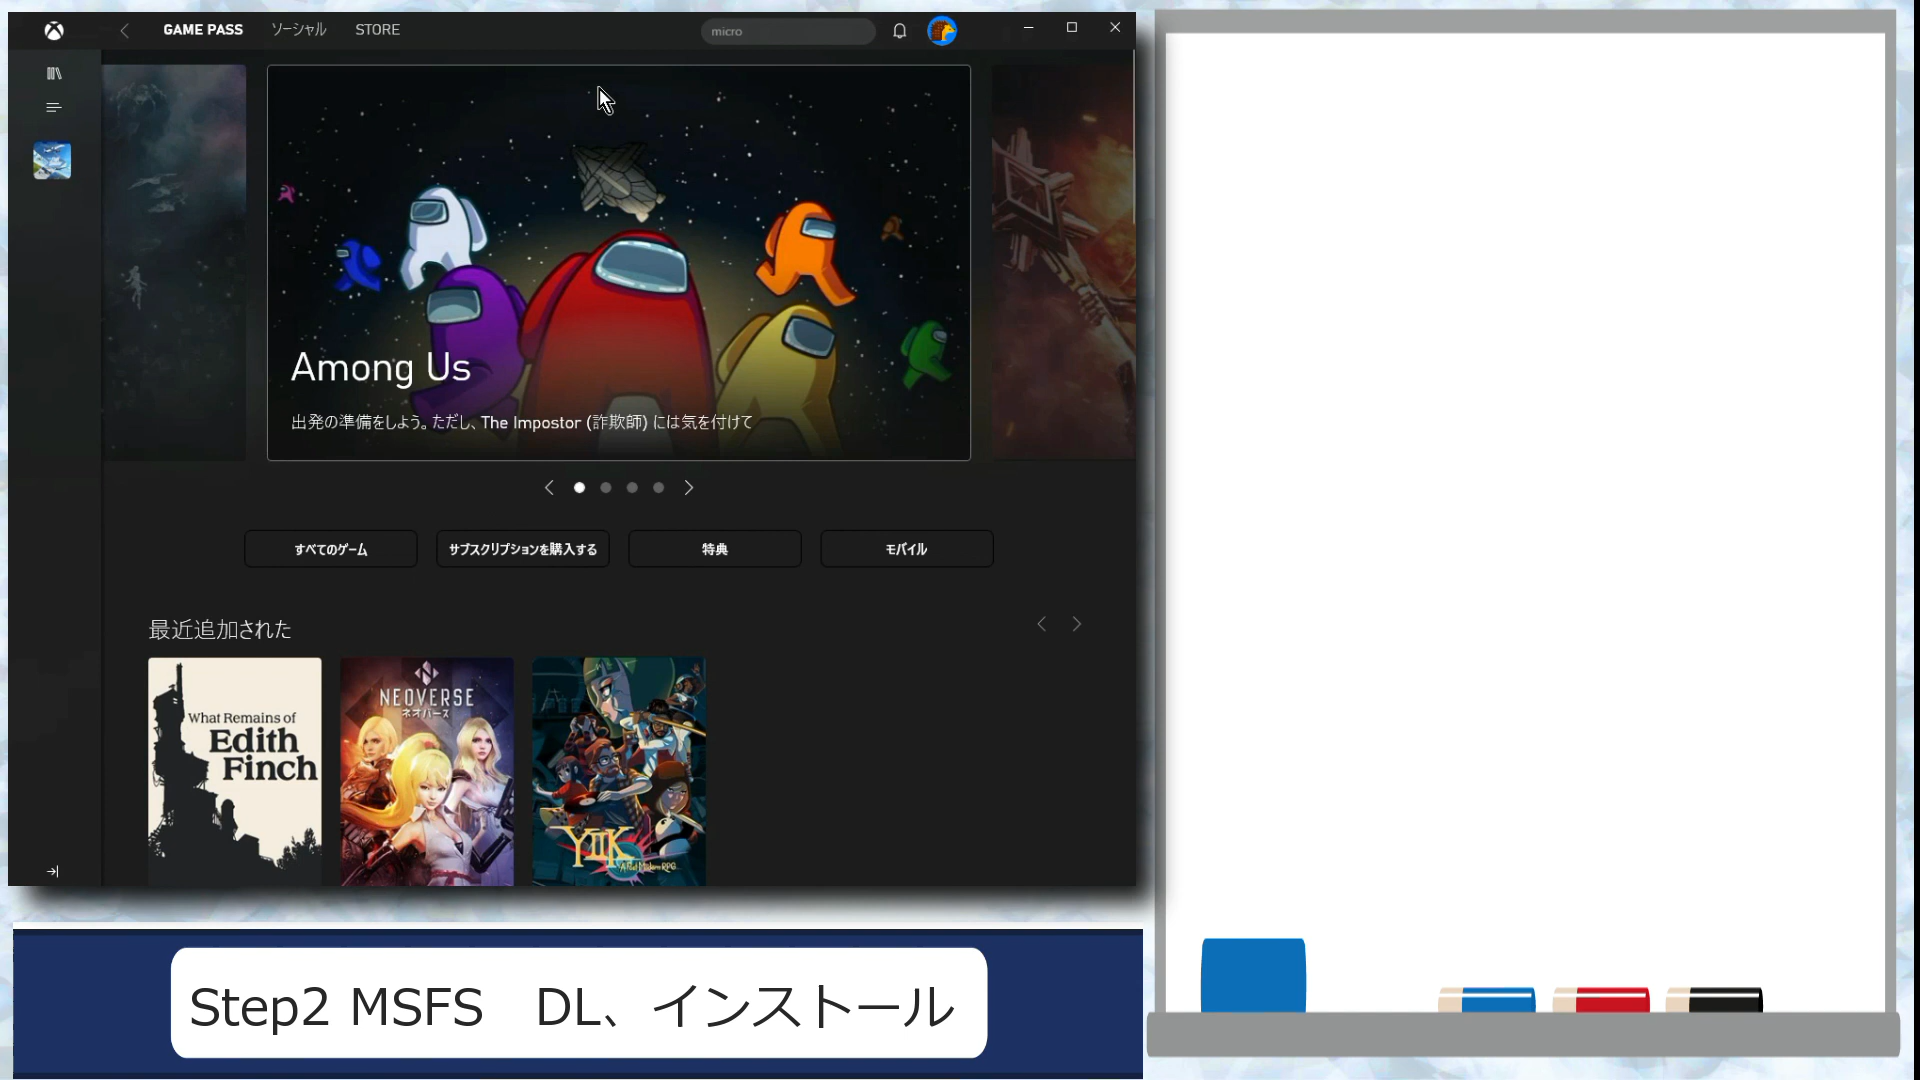 GAME PASS ソーシャル STORE micro
Among Us
出発の準備をしよう。ただし、The Impostor (詐欺師) には気を付けて
すべてのゲーム サブスクリプションを購入する 特典 モバイル
最近追加された
What Remains of
Edith
Finch
NEOVERSE
ネオバース
YIIK
Step2 MSFS　DL、インストール